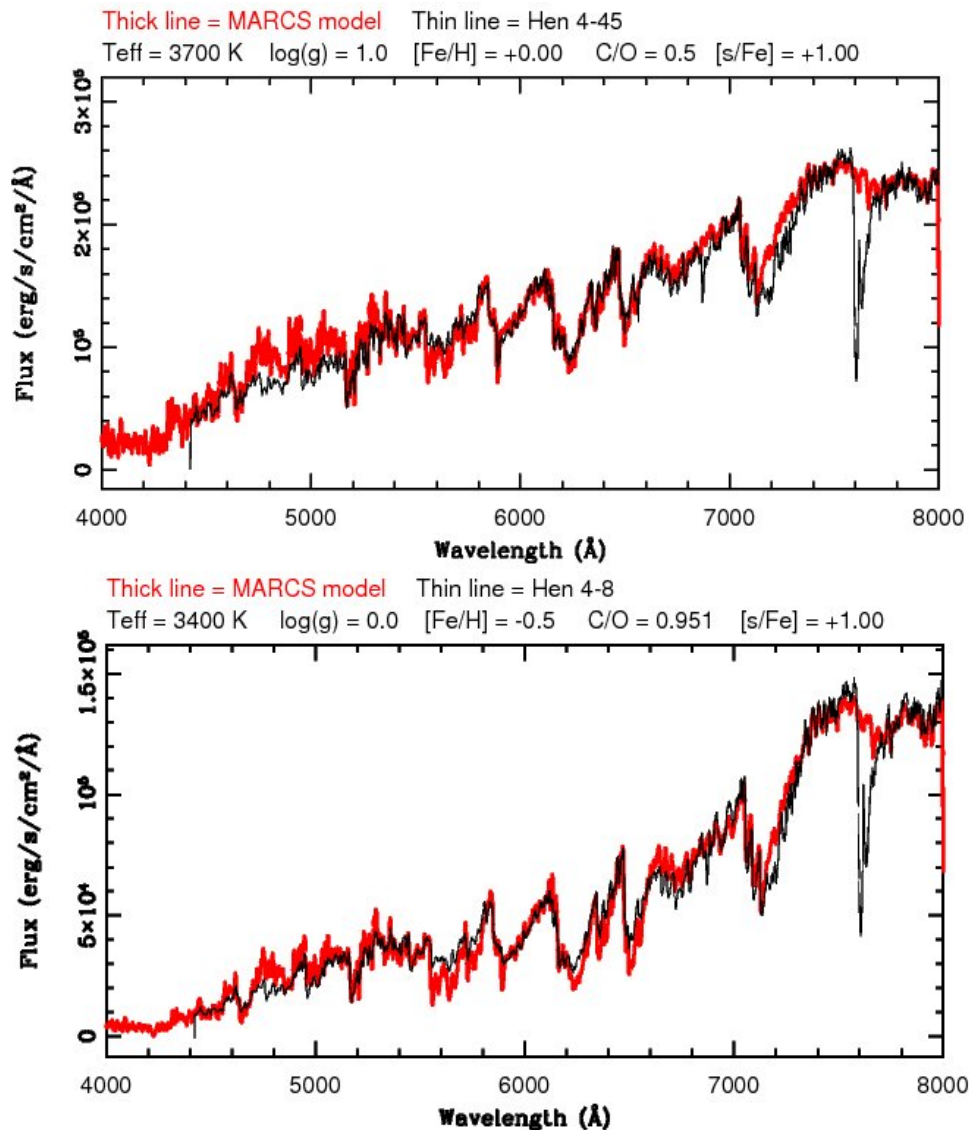 Thick line = MARCS model Thin line = Hen 4-45
Teff = 3700 K log(g) = 1.0 [Fe/H] = +0.00 C/O = 0.5 [s/Fe] = +1.00
3×10⁵
2×10⁵
10⁵
0
Flux (erg/s/cm²/Å)
4000 5000 6000 7000 8000
Wavelength (Å)
Thick line = MARCS model Thin line = Hen 4-8
Teff = 3400 K log(g) = 0.0 [Fe/H] = -0.5 C/O = 0.951 [s/Fe] = +1.00
1.5×10⁵
10⁵
5×10⁴
0
Flux (erg/s/cm²/Å)
4000 5000 6000 7000 8000
Wavelength (Å)